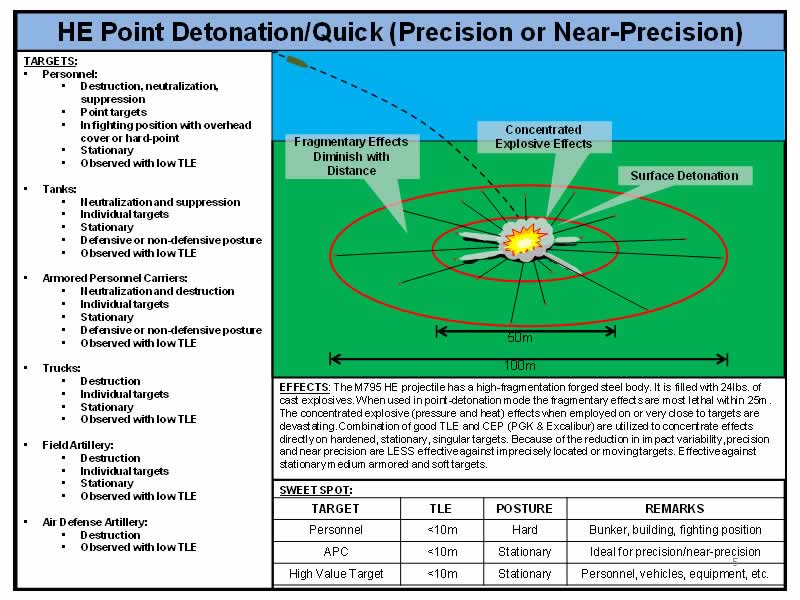 HE Point Detonation/Quick (Precision or Near-Precision)
TARGETS:
• Personnel:
▪ Destruction, neutralization,
suppression
▪ Point targets
▪ In fighting position with overhead
cover or hard-point
▪ Stationary
▪ Observed with low TLE
▪ Tanks:
▪ Neutralization and suppression
▪ Individual targets
▪ Stationary
▪ Defensive or non-defensive posture
▪ Observed with low TLE
• Armored Personnel Carriers:
▪ Neutralization and destruction
▪ Individual targets
▪ Stationary
▪ Defensive or non-defensive posture
▪ Observed with low TLE
• Trucks:
▪ Destruction
▪ Individual targets
▪ Stationary
▪ Observed with low TLE
• Field Artillery:
▪ Destruction
▪ Individual targets
▪ Stationary
▪ Observed with low TLE
• Air Defense Artillery:
▪ Destruction
▪ Observed with low TLE
Fragmentary Effects
Diminish with
Distance
Concentrated
Explosive Effects
Surface Detonation
50m
100m
EFFECTS: The M795 HE projectile has a high-fragmentation forged steel body. It is filled with 24lbs. of
cast explosives. When used in point-detonation mode the fragmentary effects are most lethal within 25m.
The concentrated explosive (pressure and heat) effects when employed on or very close to targets are
devastating. Combination of good TLE and CEP (PGK & Excalibur) are utilized to concentrate effects
directly on hardened, stationary, singular targets. Because of the reduction in impact variability, precision
and near precision are LESS effective against imprecisely located or moving targets. Effective against
stationary medium armored and soft targets.
SWEET SPOT:
TARGET TLE POSTURE REMARKS
Personnel <10m Hard Bunker, building, fighting position
APC <10m Stationary Ideal for precision/near-precision
5
High Value Target <10m Stationary Personnel, vehicles, equipment, etc.